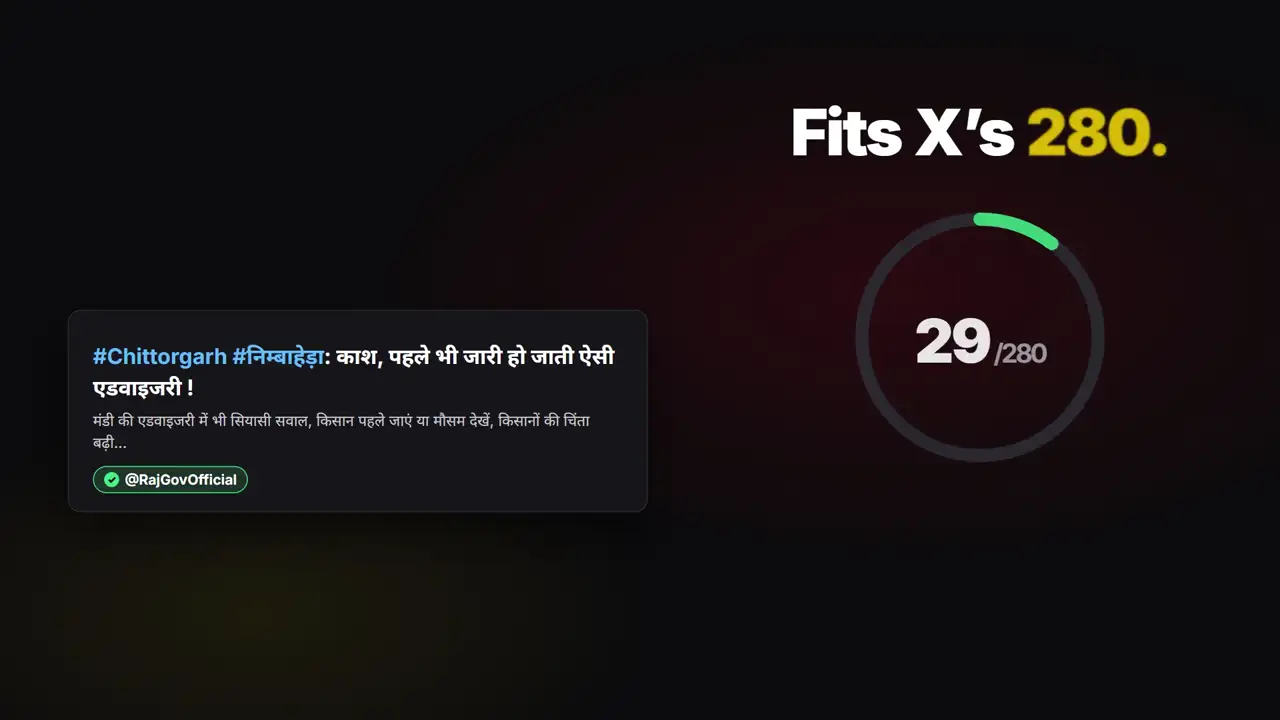 Fits X’s 280.
29/280
#Chittorgarh #निम्बाहेड़ा: काश, पहले भी जारी हो जाती ऐसी
एडवाइजरी !
मंडी की एडवाइजरी में भी सियासी सवाल, किसान पहले जाएं या मौसम देखें, किसानों की चिंता
बढ़ी...
@RajGovOfficial